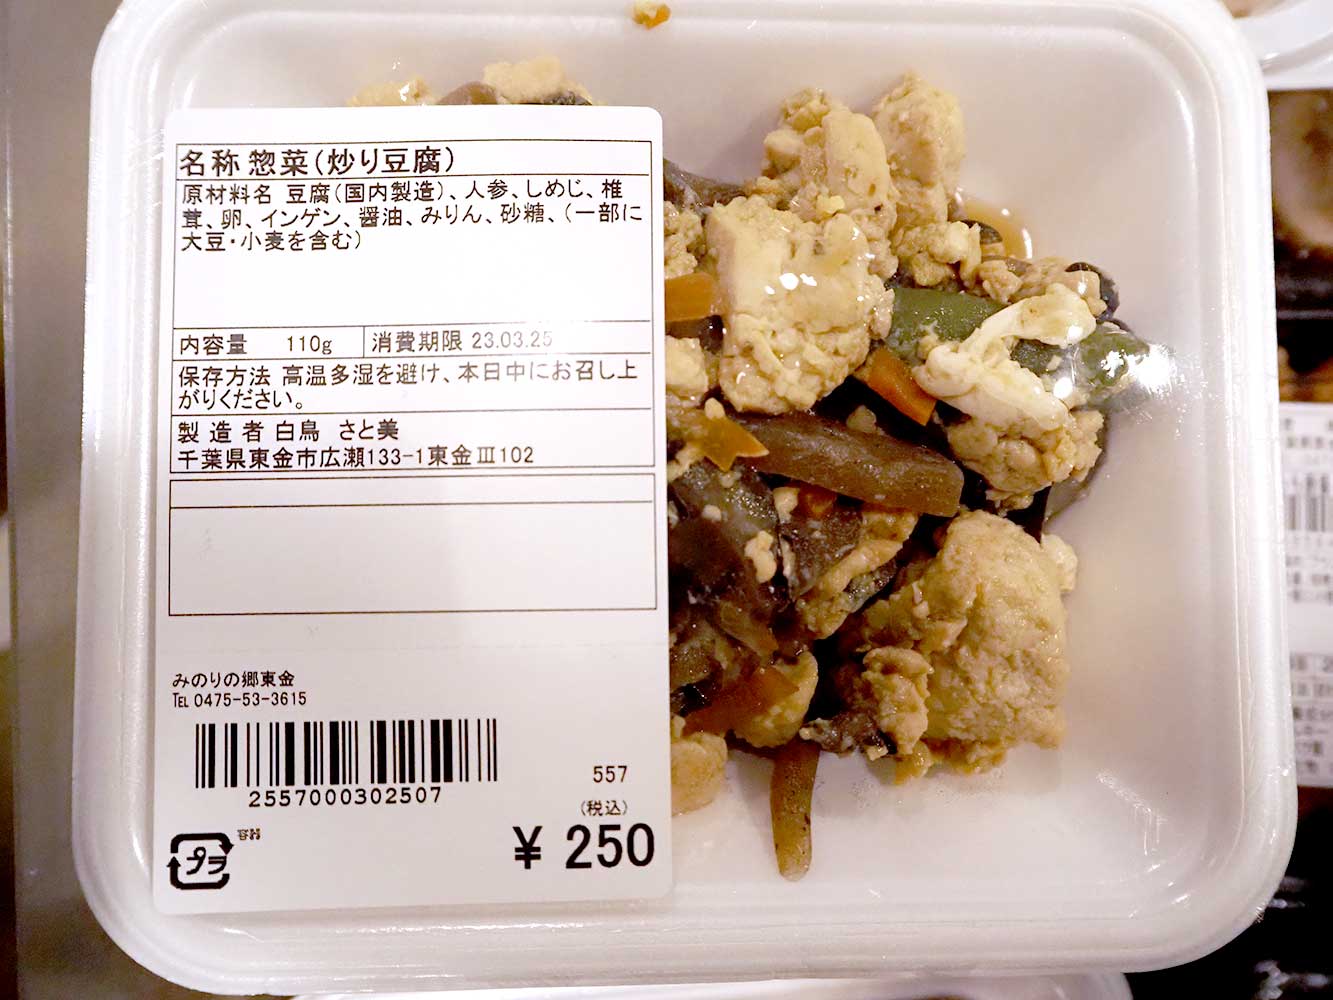 名称 惣菜(炒り豆腐)
原材料名 豆腐(国内製造)、人参、しめじ、椎
茸、卵、インゲン、醤油、みりん、砂糖、(一部に
大豆・小麦を含む)
内容量 110g 消費期限 23.03.25
保存方法 高温多湿を避け、本日中にお召し上
がりください。
製造者 白鳥 さと美
千葉県東金市広瀬133-1東金Ⅲ102
みのりの郷東金
TEL 0475-53-3615
2557000302507
557
(税込)
¥ 250
プラ